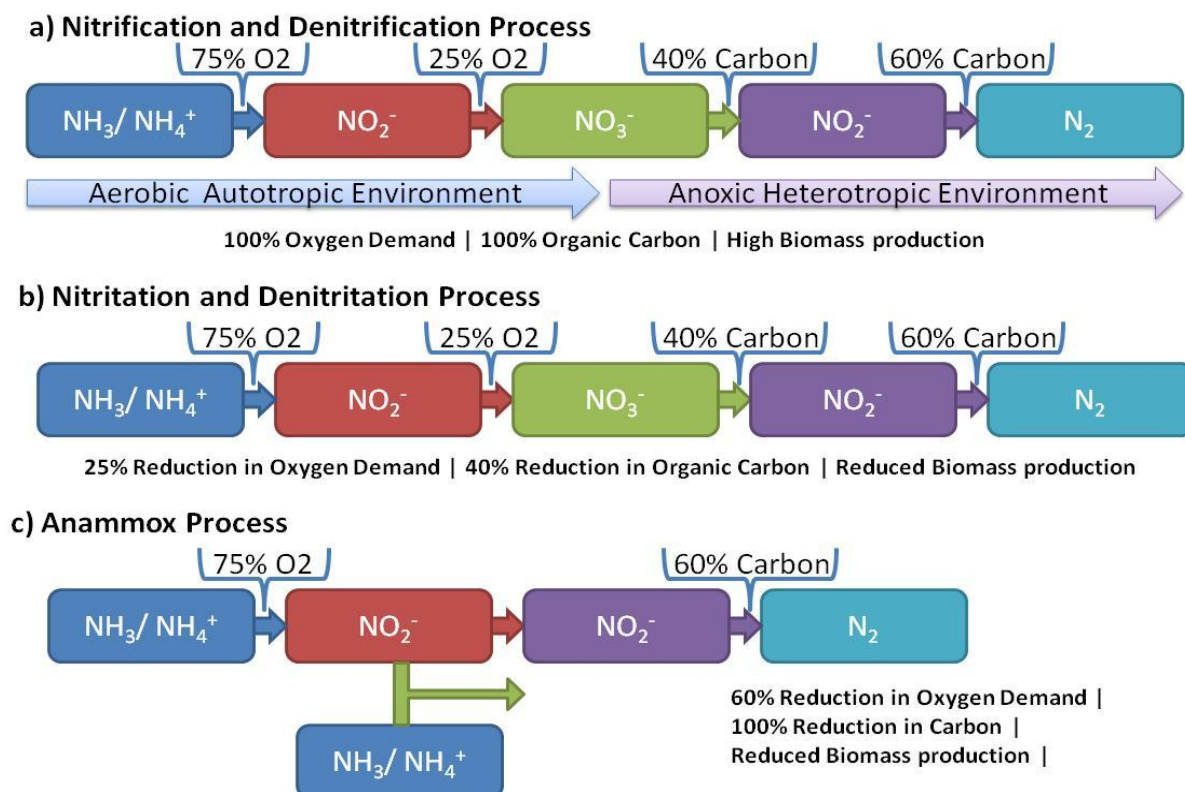 a) Nitrification and Denitrification Process
75% O2 25% O2 40% Carbon 60% Carbon
NH₃/ NH₄⁺ NO₂⁻ NO₃⁻ NO₂⁻ N₂
Aerobic Autotropic Environment Anoxic Heterotropic Environment
100% Oxygen Demand | 100% Organic Carbon | High Biomass production
b) Nitritation and Denitritation Process
75% O2 25% O2 40% Carbon 60% Carbon
NH₃/ NH₄⁺ NO₂⁻ NO₃⁻ NO₂⁻ N₂
25% Reduction in Oxygen Demand | 40% Reduction in Organic Carbon | Reduced Biomass production
c) Anammox Process
75% O2 60% Carbon
NH₃/ NH₄⁺ NO₂⁻ NO₂⁻ N₂
NH₃/ NH₄⁺
60% Reduction in Oxygen Demand |
100% Reduction in Carbon |
Reduced Biomass production |